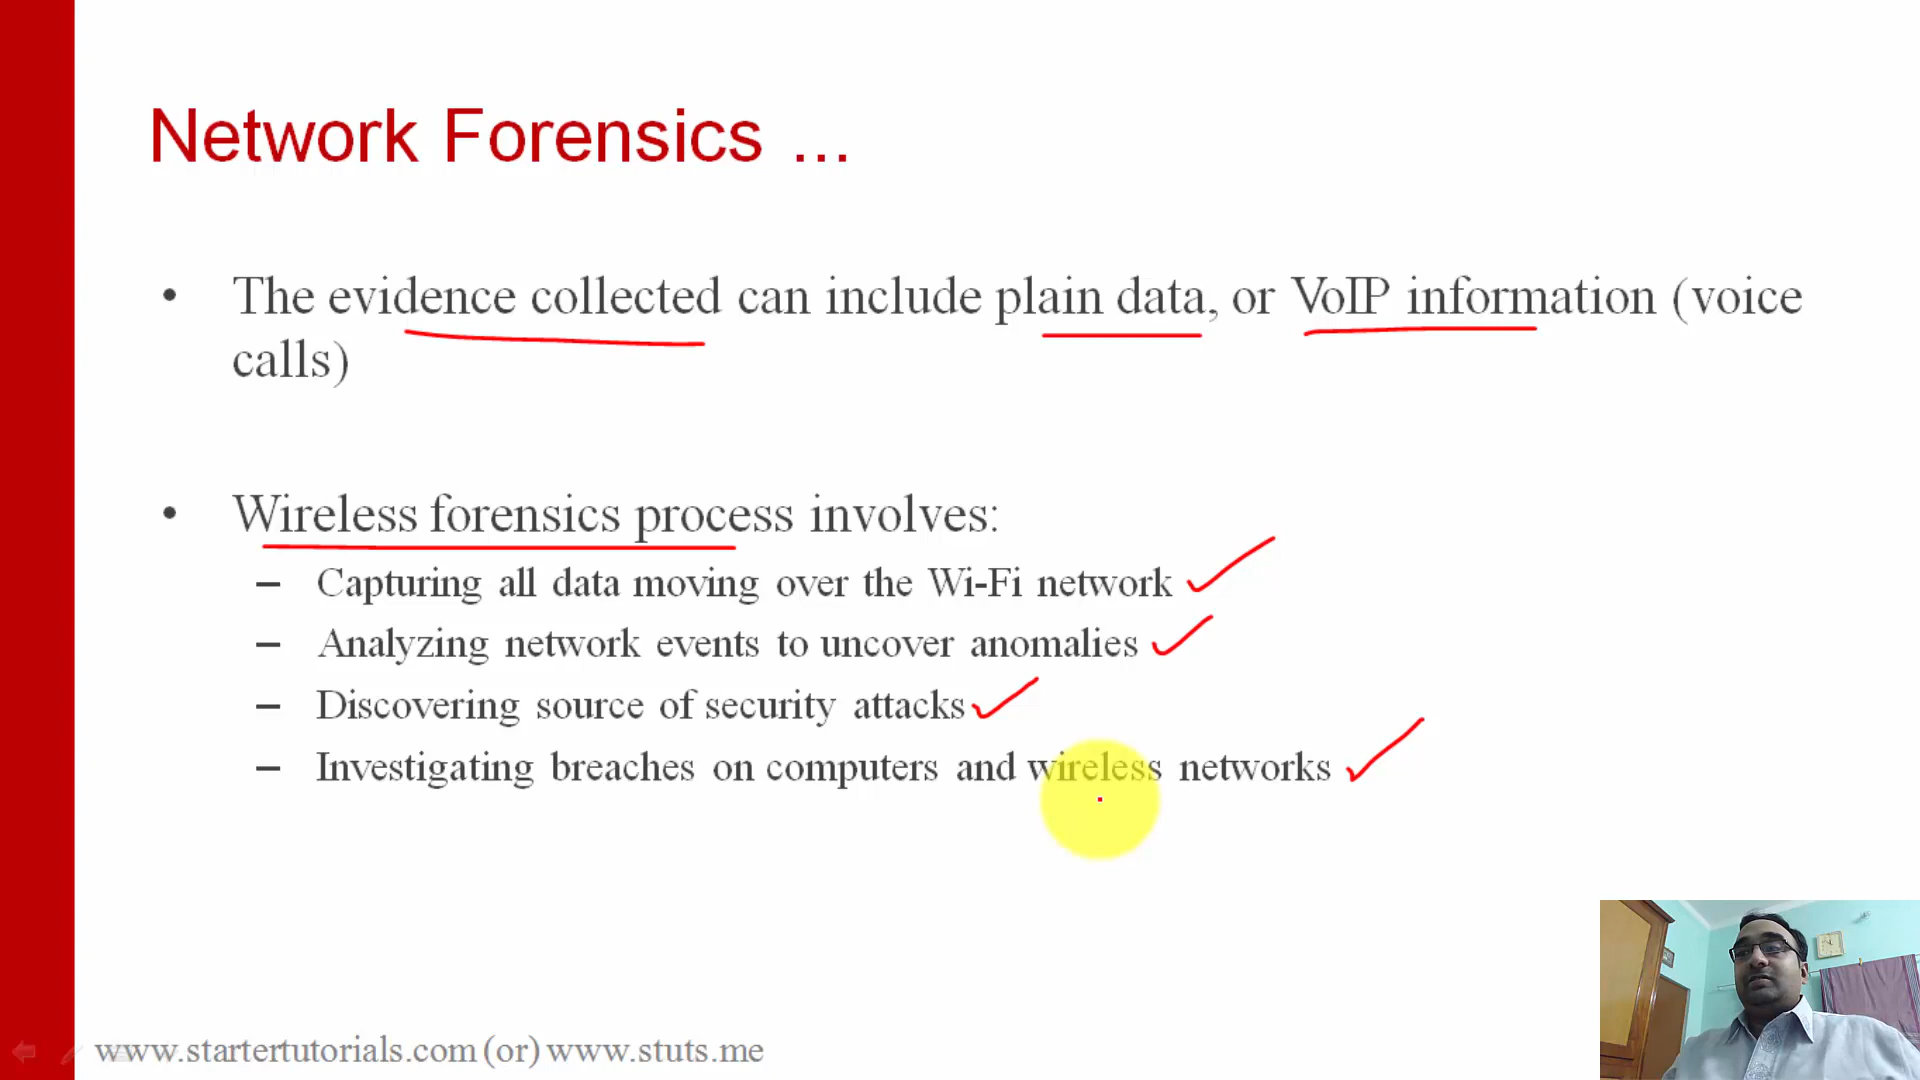 Network Forensics ...
• The evidence collected can include plain data, or VoIP information (voice
calls)
• Wireless forensics process involves:
– Capturing all data moving over the Wi-Fi network
– Analyzing network events to uncover anomalies
– Discovering source of security attacks
– Investigating breaches on computers and wireless networks
www.startertutorials.com (or) www.stuts.me